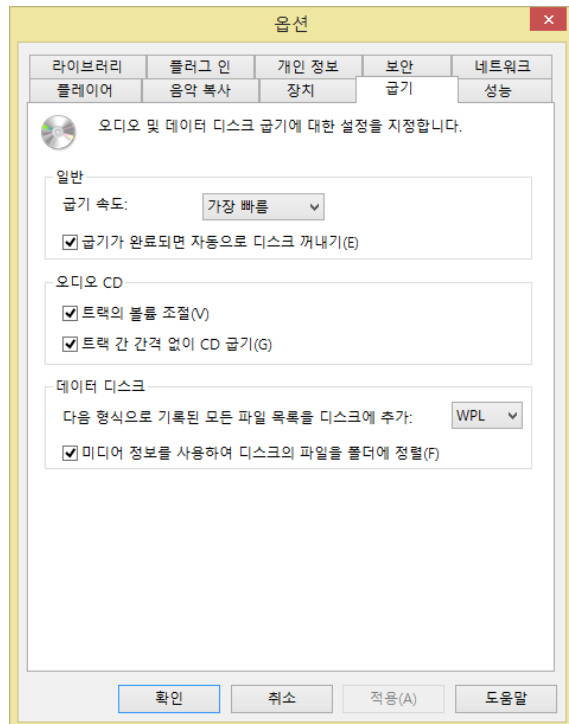 옵션
라이브러리 플러그 인 개인 정보 보안 네트워크
플레이어 음악 복사 장치 굽기 성능
오디오 및 데이터 디스크 굽기에 대한 설정을 지정합니다.
일반
굽기 속도: 가장 빠름
굽기가 완료되면 자동으로 디스크 꺼내기(E)
오디오 CD
트랙의 볼륨 조절(V)
트랙 간 간격 없이 CD 굽기(G)
데이터 디스크
다음 형식으로 기록된 모든 파일 목록을 디스크에 추가: WPL
미디어 정보를 사용하여 디스크의 파일을 폴더에 정렬(F)
확인 취소 적용(A) 도움말